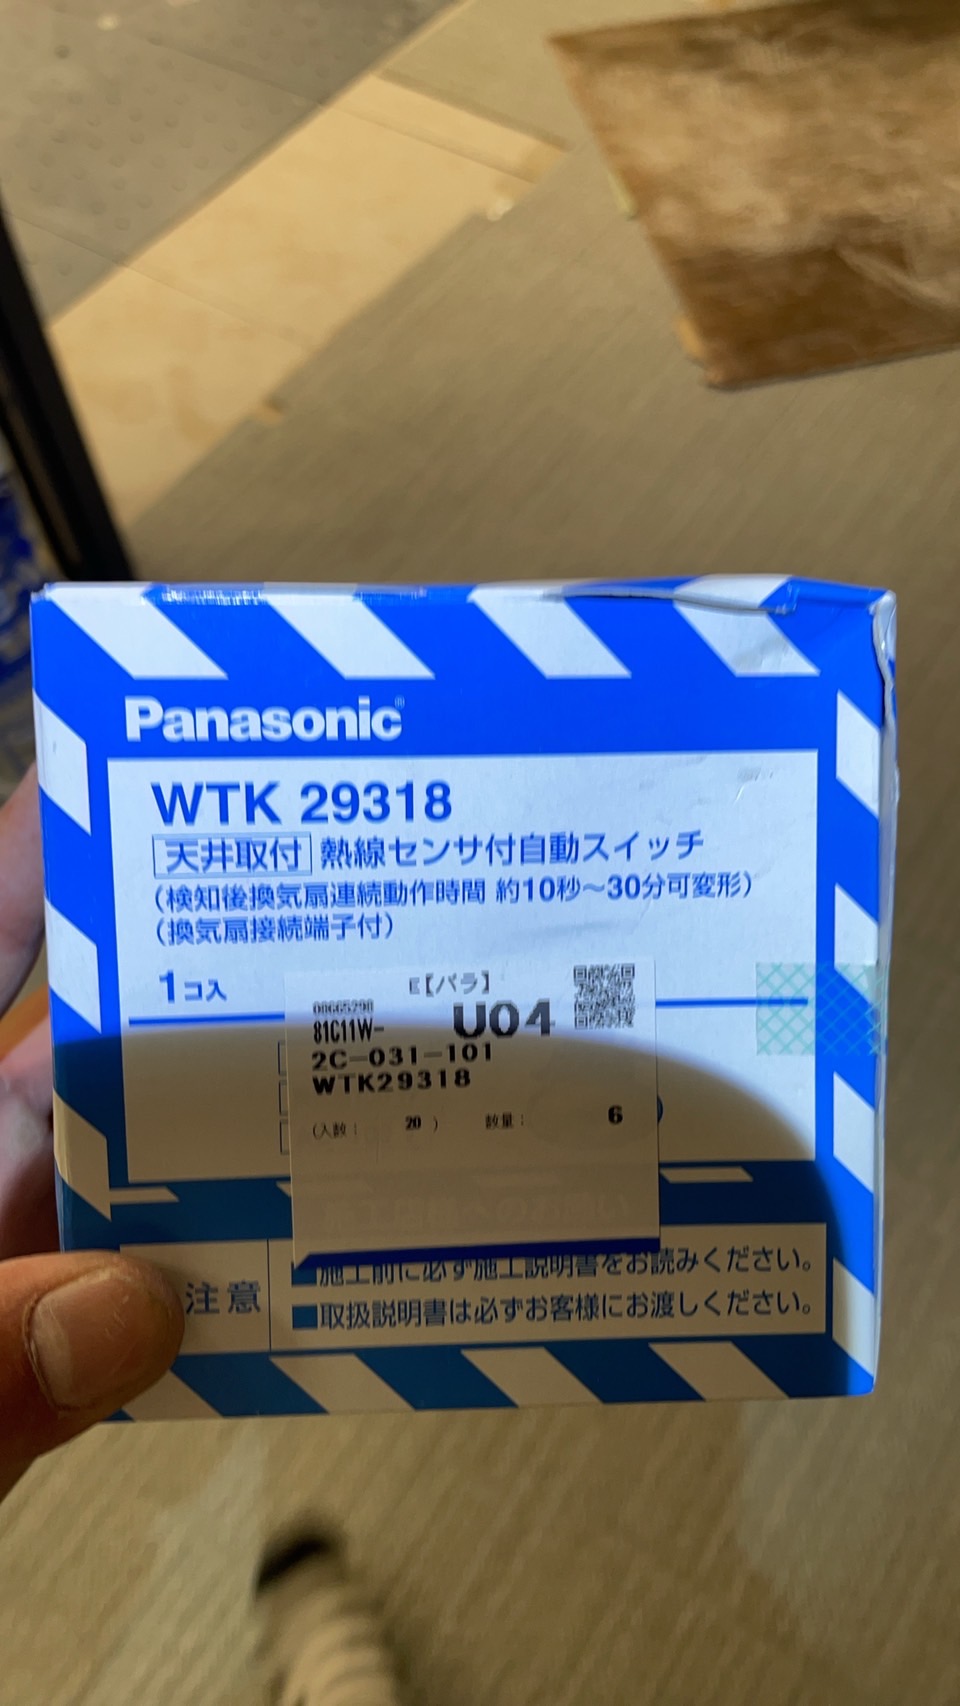 Panasonic®
WTK 29318
天井取付 熱線センサ付自動スイッチ
(検知後換気扇連続動作時間 約10秒~30分可変形)
(換気扇接続端子付)
1コ入
E【バラ】
81C11W-
U04
2C-031-101
WTK29318
(入数: 20 ) 数量: 6
注意
■施工前に必ず施工説明書をお読みください。
■取扱説明書は必ずお客様にお渡しください。